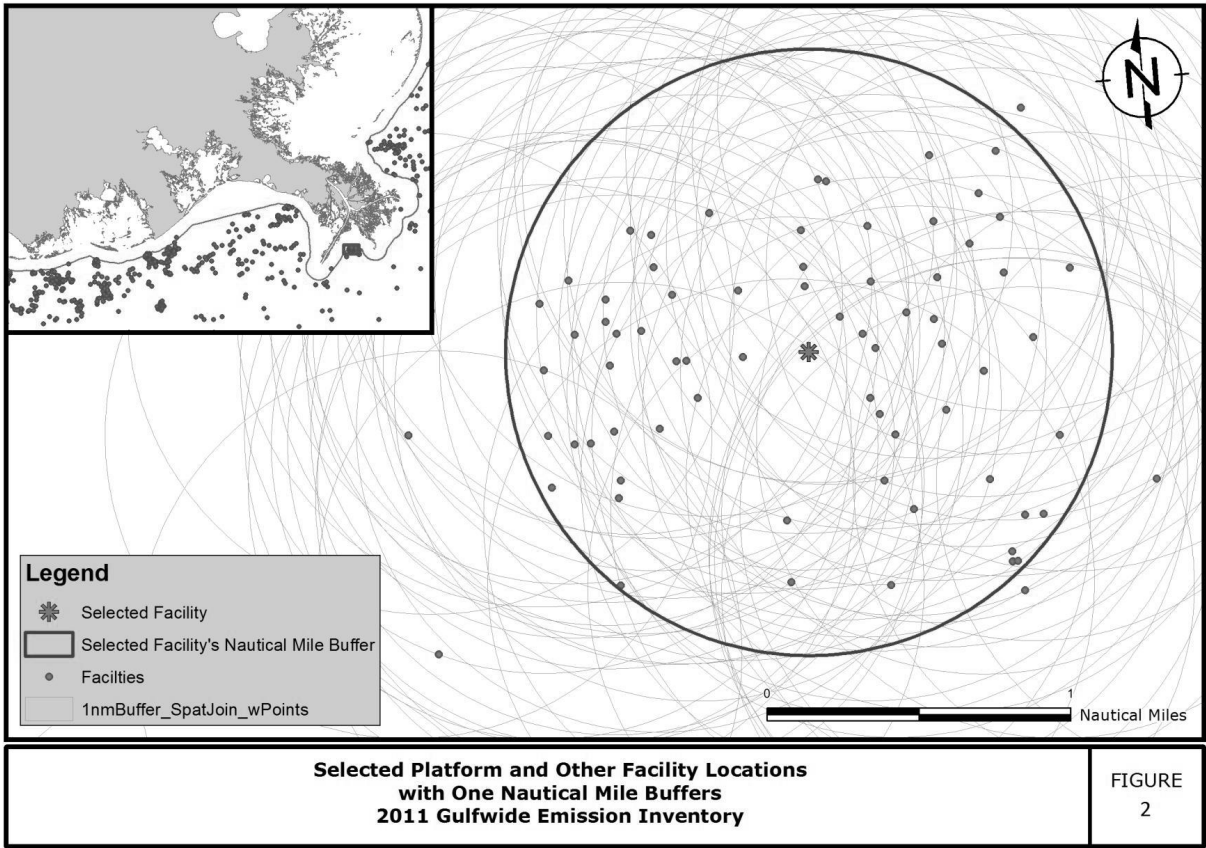 N
Legend
Selected Facility
Selected Facility's Nautical Mile Buffer
Facilties
1nmBuffer_SpatJoin_wPoints
0 1
Nautical Miles
Selected Platform and Other Facility Locations
with One Nautical Mile Buffers
2011 Gulfwide Emission Inventory
FIGURE
2